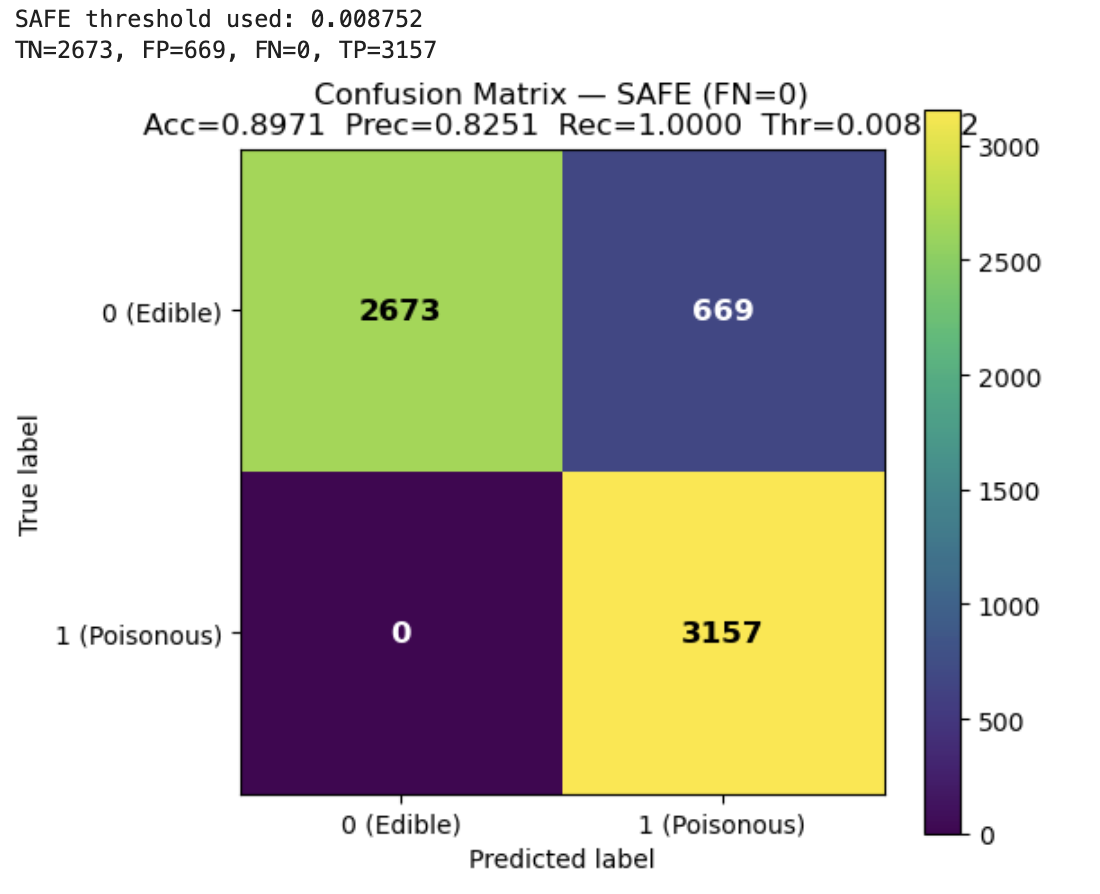 SAFE threshold used: 0.008752
TN=2673, FP=669, FN=0, TP=3157
Confusion Matrix — SAFE (FN=0)
Acc=0.8971 Prec=0.8251 Rec=1.0000 Thr=0.008 2
3000
2500
2000
1500
1000
500
0
True label
0 (Edible)
2673
669
1 (Poisonous)
0
3157
0 (Edible)
1 (Poisonous)
Predicted label